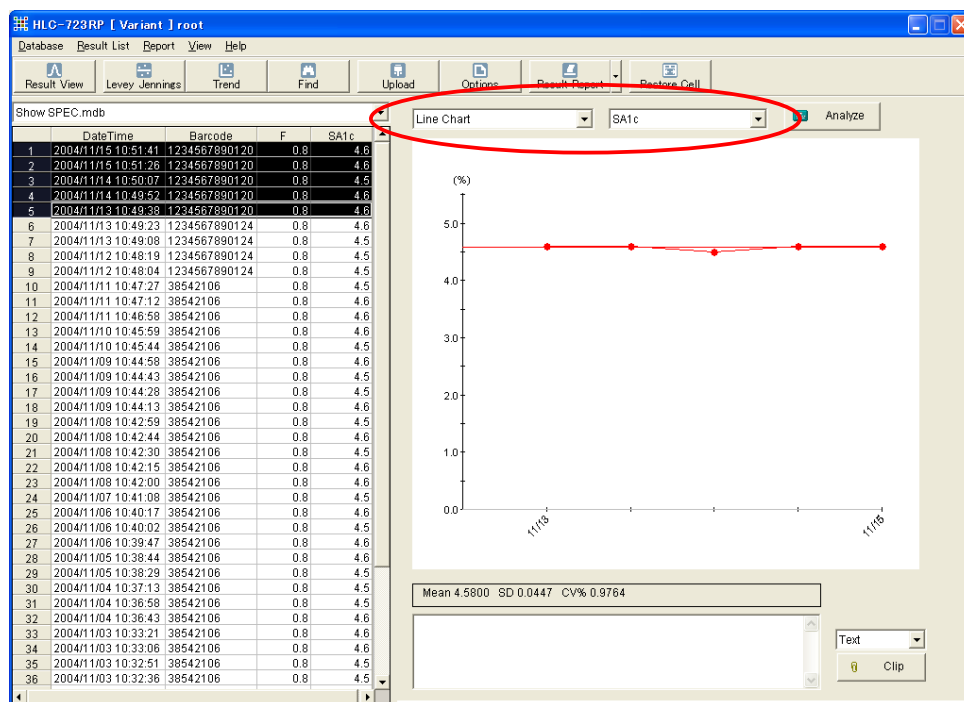 HLC-723RP [ Variant ] root
Database Result List Report View Help
Result View Levey Jennings Trend Find Upload Options Result Report Restore Cell
Show SPEC.mdb
Line Chart SA1c Analyze
DateTime Barcode F SA1c
1 2004/11/15 10:51:41 1234567890120 0.8 4.6
2 2004/11/15 10:51:26 1234567890120 0.8 4.6
3 2004/11/14 10:50:07 1234567890120 0.8 4.5
4 2004/11/14 10:49:52 1234567890120 0.8 4.6
5 2004/11/13 10:49:38 1234567890120 0.8 4.6
6 2004/11/13 10:49:23 1234567890124 0.8 4.6
7 2004/11/13 10:49:08 1234567890124 0.8 4.5
8 2004/11/12 10:48:19 1234567890124 0.8 4.5
9 2004/11/12 10:48:04 1234567890124 0.8 4.5
10 2004/11/11 10:47:27 38542106 0.8 4.5
11 2004/11/11 10:47:12 38542106 0.8 4.6
12 2004/11/11 10:46:58 38542106 0.8 4.6
13 2004/11/10 10:45:59 38542106 0.8 4.6
14 2004/11/10 10:45:44 38542106 0.8 4.5
15 2004/11/09 10:44:58 38542106 0.8 4.6
16 2004/11/09 10:44:43 38542106 0.8 4.6
17 2004/11/09 10:44:28 38542106 0.8 4.5
18 2004/11/09 10:44:13 38542106 0.8 4.6
19 2004/11/08 10:42:59 38542106 0.8 4.5
20 2004/11/08 10:42:44 38542106 0.8 4.6
21 2004/11/08 10:42:30 38542106 0.8 4.5
22 2004/11/08 10:42:15 38542106 0.8 4.6
23 2004/11/08 10:42:00 38542106 0.8 4.6
24 2004/11/07 10:41:08 38542106 0.8 4.5
25 2004/11/06 10:40:17 38542106 0.8 4.6
26 2004/11/06 10:40:02 38542106 0.8 4.5
27 2004/11/06 10:39:47 38542106 0.8 4.6
28 2004/11/05 10:38:44 38542106 0.8 4.6
29 2004/11/05 10:38:29 38542106 0.8 4.5
30 2004/11/04 10:37:13 38542106 0.8 4.5
31 2004/11/04 10:36:58 38542106 0.8 4.5
32 2004/11/04 10:36:43 38542106 0.8 4.6
33 2004/11/03 10:33:21 38542106 0.8 4.6
34 2004/11/03 10:33:06 38542106 0.8 4.6
35 2004/11/03 10:32:51 38542106 0.8 4.5
36 2004/11/03 10:32:36 38542106 0.8 4.5
(%)
5.0
4.0
3.0
2.0
1.0
0.0
11/13 11/15
Mean 4.5800 SD 0.0447 CV% 0.9764
Text
Clip